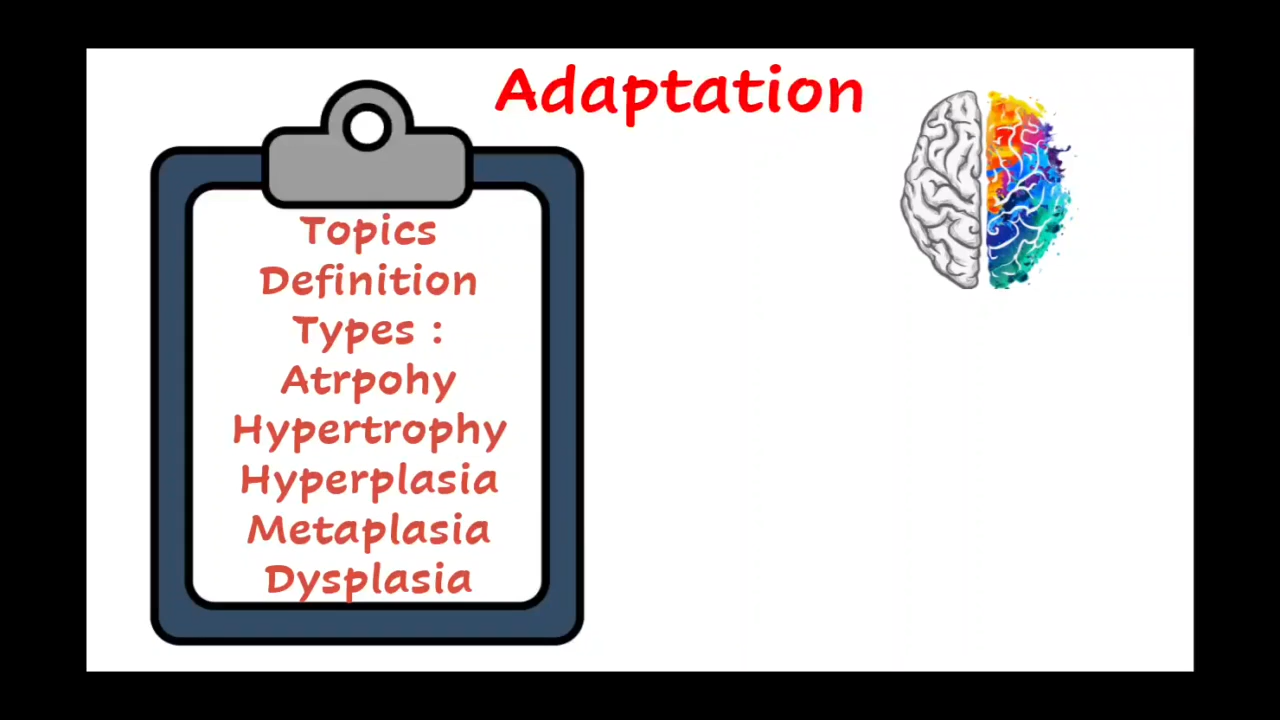 Adaptation
Topics
Definition
Types :
Atrpohy
Hypertrophy
Hyperplasia
Metaplasia
Dysplasia